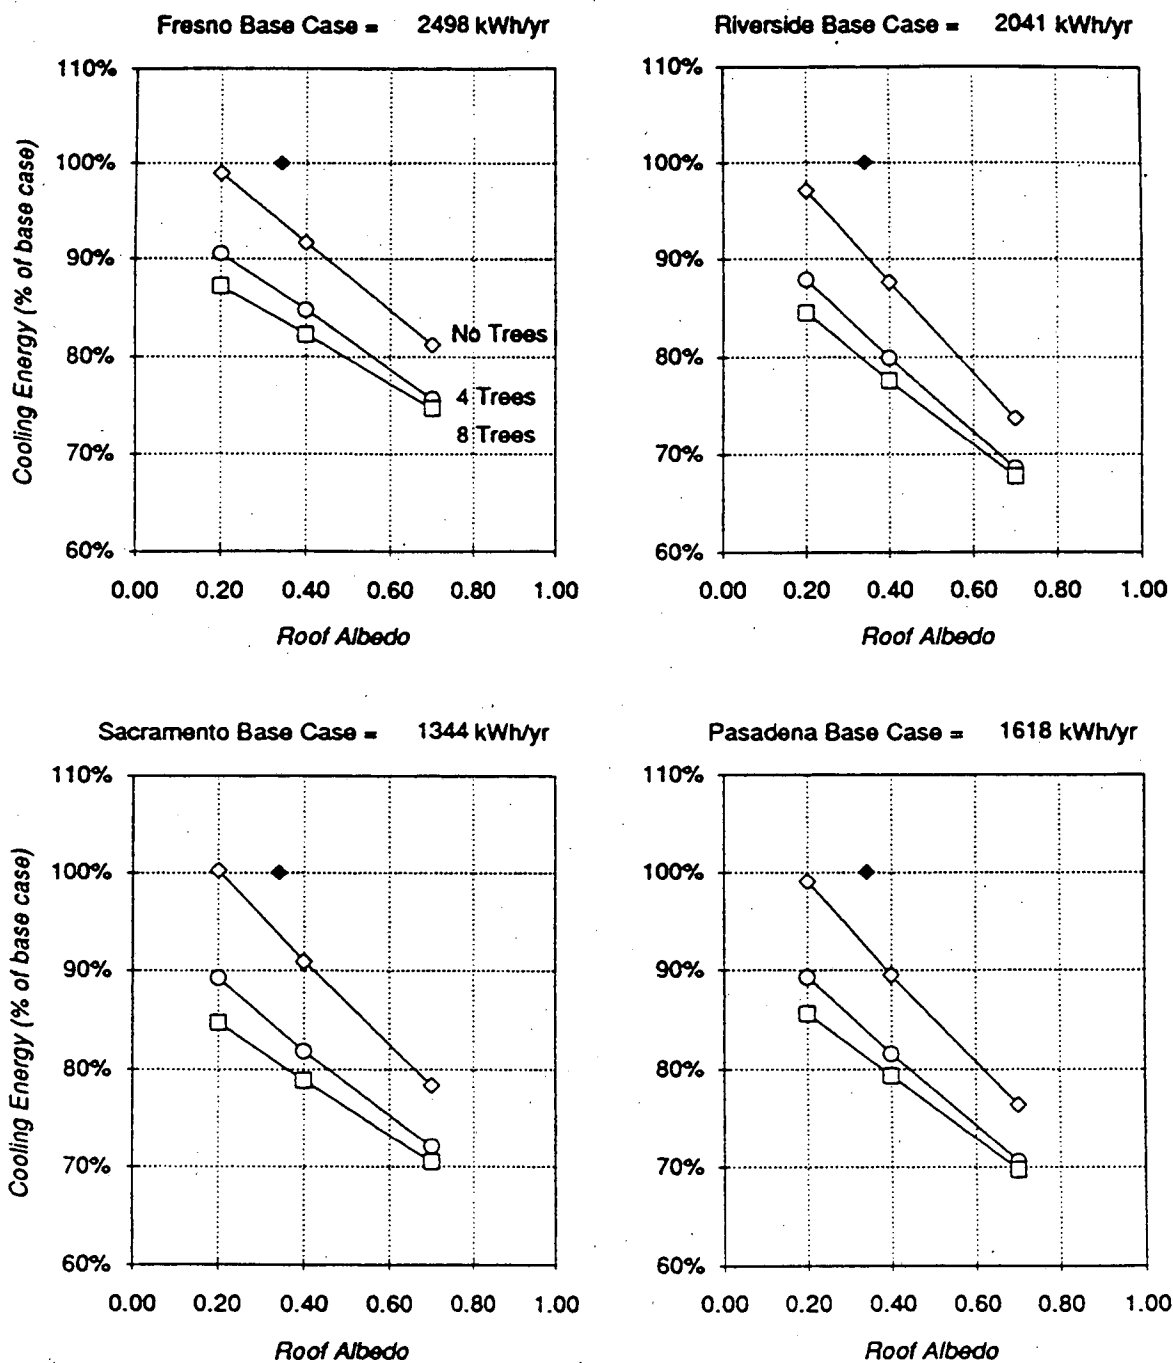 Fresno Base Case = 2498 kWh/yr
110%
100%
90%
80%
70%
60%
Cooling Energy (% of base case)
No Trees
4 Trees
8 Trees
0.00 0.20 0.40 0.60 0.80 1.00
Roof Albedo
Riverside Base Case = 2041 kWh/yr
110%
100%
90%
80%
70%
60%
0.00 0.20 0.40 0.60 0.80 1.00
Roof Albedo
Sacramento Base Case = 1344 kWh/yr
110%
100%
90%
80%
70%
60%
Cooling Energy (% of base case)
0.00 0.20 0.40 0.60 0.80 1.00
Roof Albedo
Pasadena Base Case = 1618 kWh/yr
110%
100%
90%
80%
70%
60%
0.00 0.20 0.40 0.60 0.80 1.00
Roof Albedo